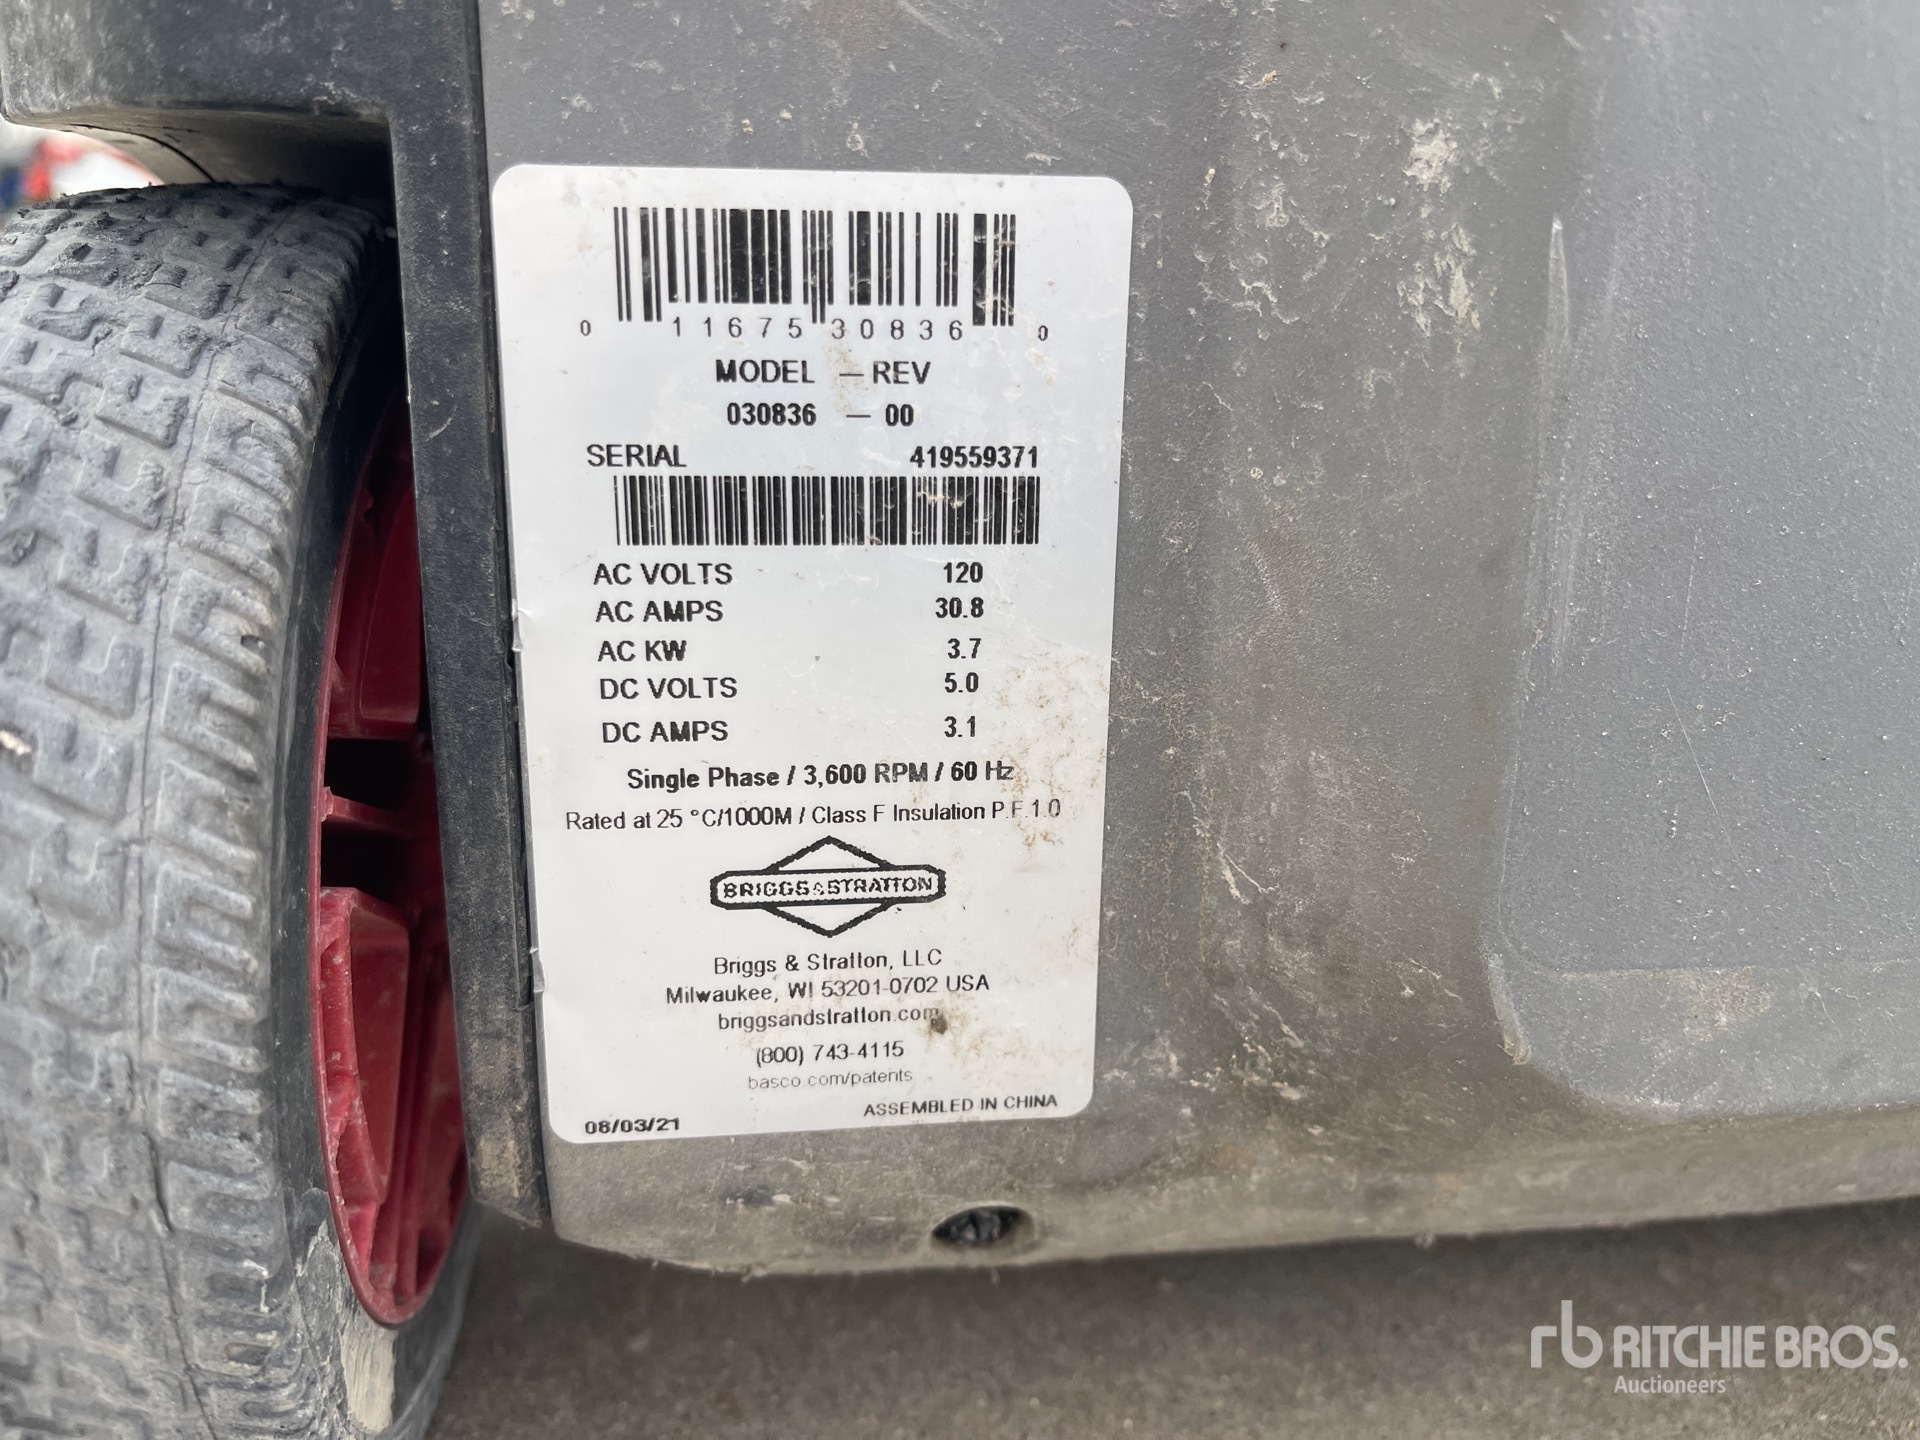 0 11675 30836 0
MODEL — REV
030836 — 00
SERIAL 419559371
AC VOLTS 120
AC AMPS 30.8
AC KW 3.7
DC VOLTS 5.0
DC AMPS 3.1
Single Phase / 3,600 RPM / 60 Hz
Rated at 25 °C/1000M / Class F Insulation P.F.1.0
BRIGGS&STRATTON
Briggs & Stratton, LLC
Milwaukee, WI 53201-0702 USA
briggsandstratton.com
(800) 743-4115
basco.com/patents
08/03/21 ASSEMBLED IN CHINA
rb RITCHIE BROS.
Auctioneers